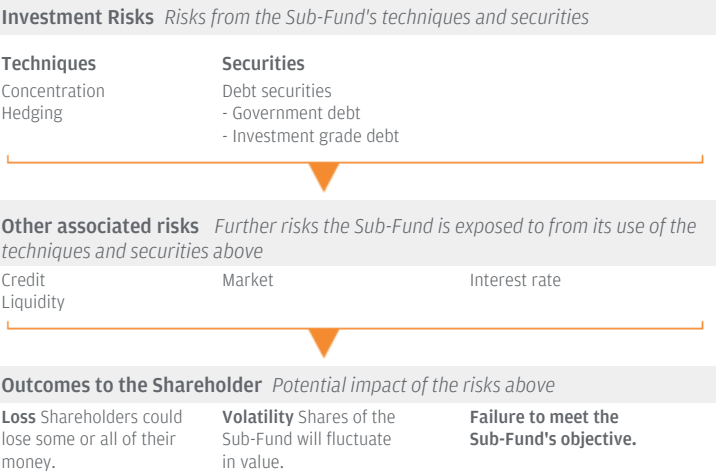 Investment Risks Risks from the Sub-Fund's techniques and securities
Techniques
Concentration
Hedging
Securities
Debt securities
- Government debt
- Investment grade debt
Other associated risks Further risks the Sub-Fund is exposed to from its use of the
techniques and securities above
Credit
Liquidity
Market
Interest rate
Outcomes to the Shareholder Potential impact of the risks above
Loss Shareholders could
lose some or all of their
money.
Volatility Shares of the
Sub-Fund will fluctuate
in value.
Failure to meet the
Sub-Fund's objective.